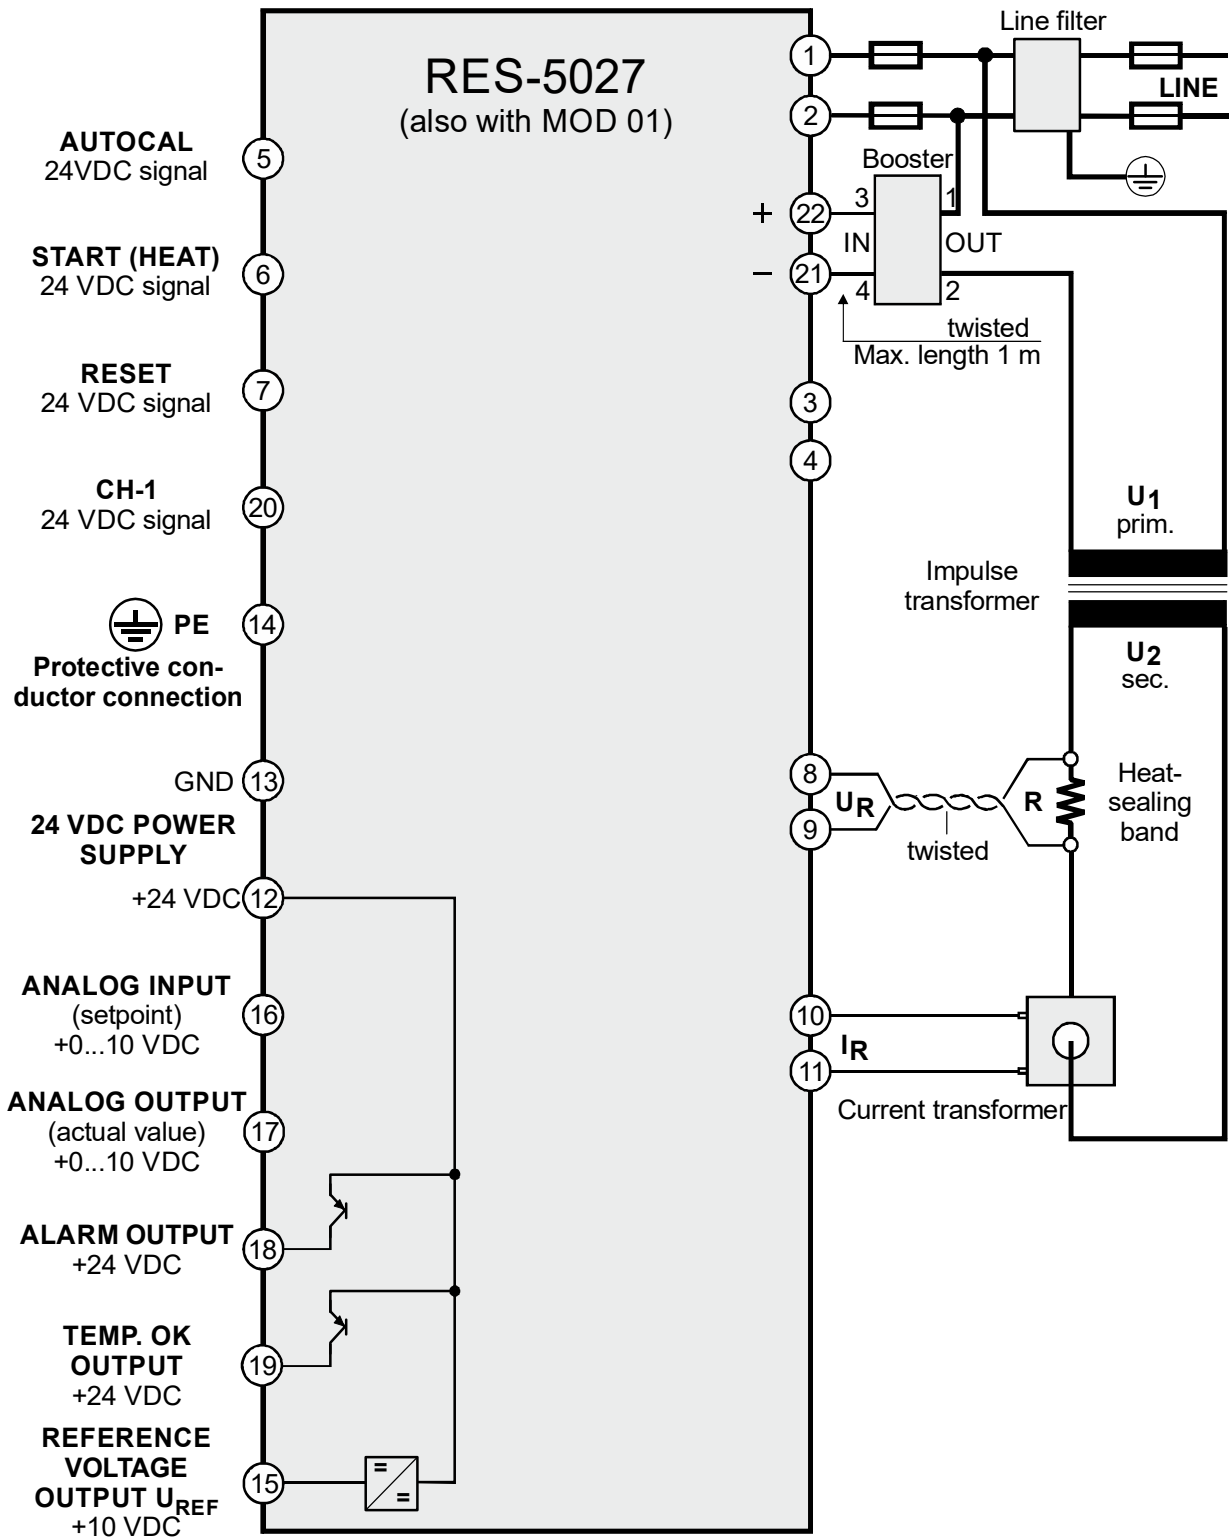 RES-5027
(also with MOD 01)
AUTOCAL
24VDC signal
5
START (HEAT)
24 VDC signal
6
RESET
24 VDC signal
7
CH-1
24 VDC signal
20
PE
14
Protective con-
ductor connection
GND
13
24 VDC POWER
SUPPLY
+24 VDC
12
ANALOG INPUT
(setpoint)
+0...10 VDC
16
ANALOG OUTPUT
(actual value)
+0...10 VDC
17
ALARM OUTPUT
+24 VDC
18
TEMP. OK
OUTPUT
+24 VDC
19
REFERENCE
VOLTAGE
OUTPUT UREF
+10 VDC
15
1
2
Line filter
LINE
Booster
+
22
3
1
IN
OUT
−
21
4
2
twisted
Max. length 1 m
3
4
U1
prim.
Impulse
transformer
U2
sec.
8
UR
9
twisted
R
Heat-
sealing
band
10
IR
11
Current transformer